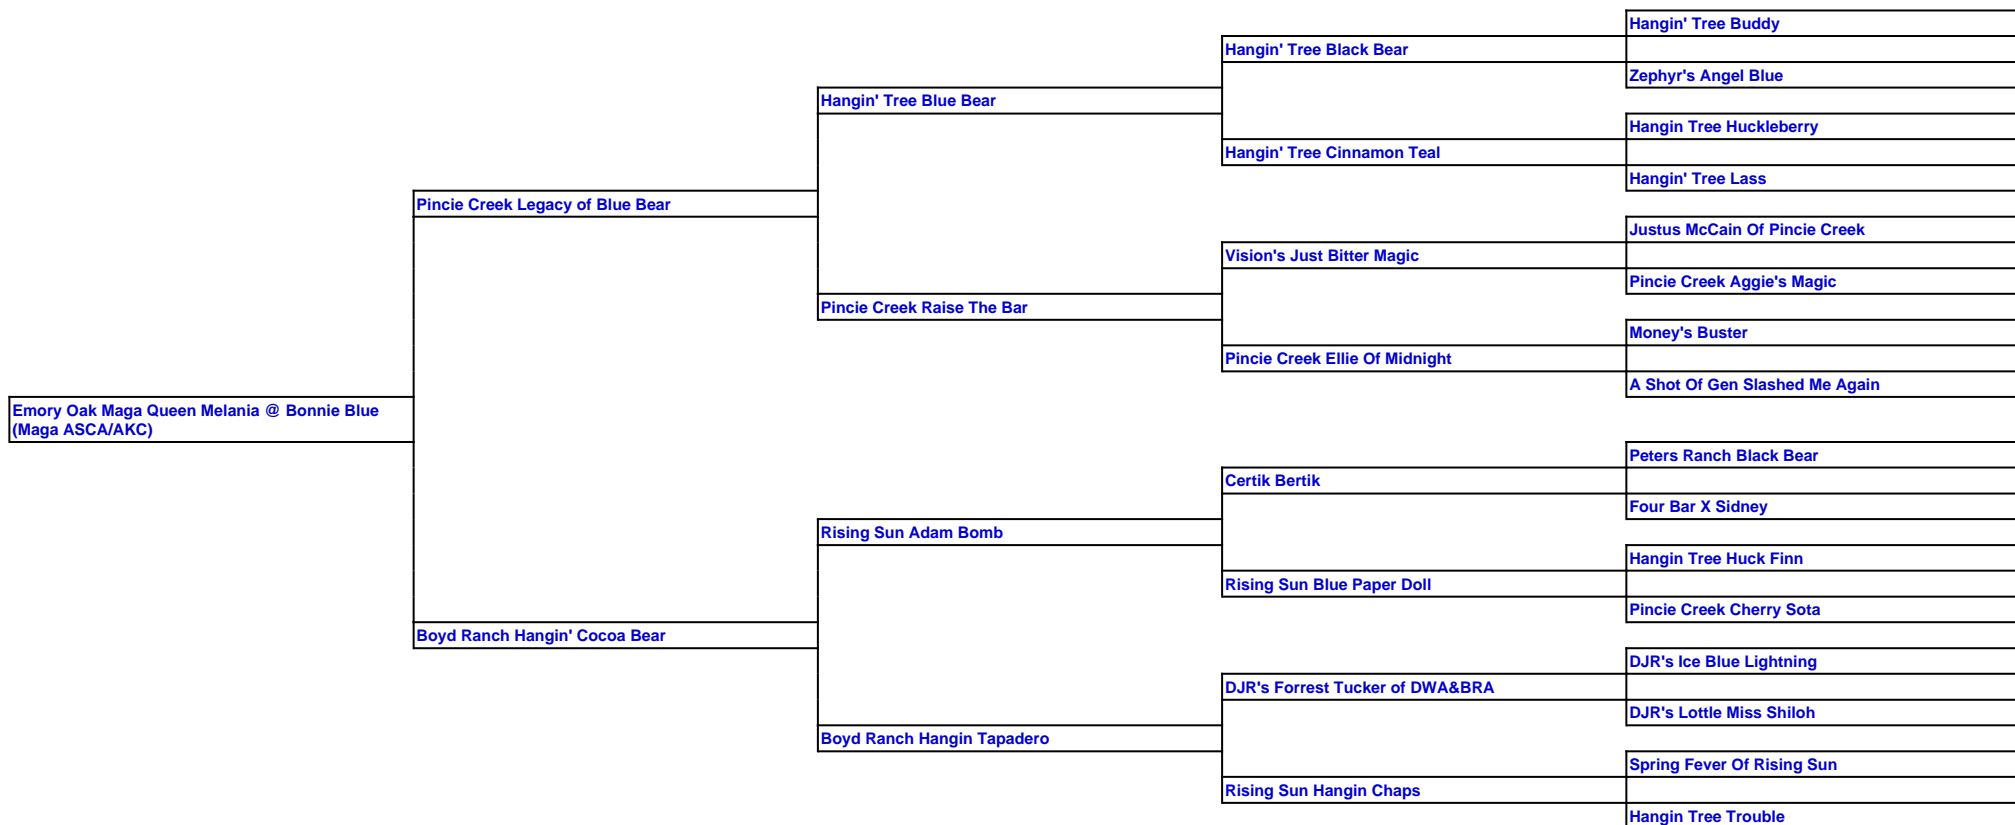 Hangin' Tree Buddy
Hangin' Tree Black Bear
Zephyr's Angel Blue
Hangin' Tree Blue Bear
Hangin Tree Huckleberry
Hangin' Tree Cinnamon Teal
Hangin' Tree Lass
Pincie Creek Legacy of Blue Bear
Justus McCain Of Pincie Creek
Vision's Just Bitter Magic
Pincie Creek Aggie's Magic
Pincie Creek Raise The Bar
Money's Buster
Pincie Creek Ellie Of Midnight
A Shot Of Gen Slashed Me Again
Emory Oak Maga Queen Melania @ Bonnie Blue
(Maga ASCA/AKC)
Peters Ranch Black Bear
Certik Bertik
Four Bar X Sidney
Rising Sun Adam Bomb
Hangin Tree Huck Finn
Rising Sun Blue Paper Doll
Pincie Creek Cherry Sota
Boyd Ranch Hangin' Cocoa Bear
DJR's Ice Blue Lightning
DJR's Forrest Tucker of DWA&BRA
DJR's Lottle Miss Shiloh
Boyd Ranch Hangin Tapadero
Spring Fever Of Rising Sun
Rising Sun Hangin Chaps
Hangin Tree Trouble